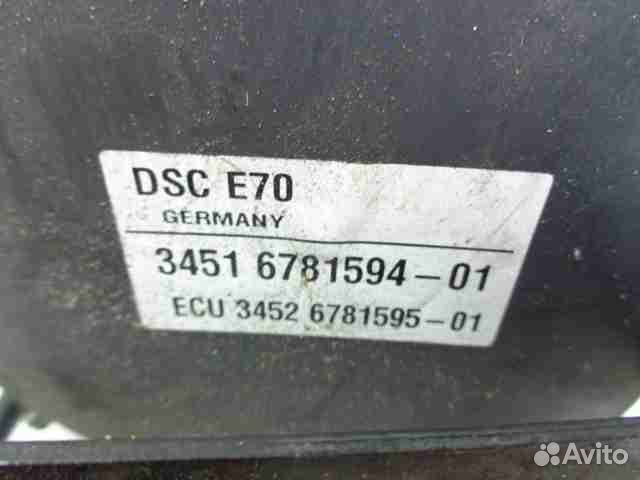 DSC E70
GERMANY
3451 6781594-01
ECU 3452 6781595-01
Avito